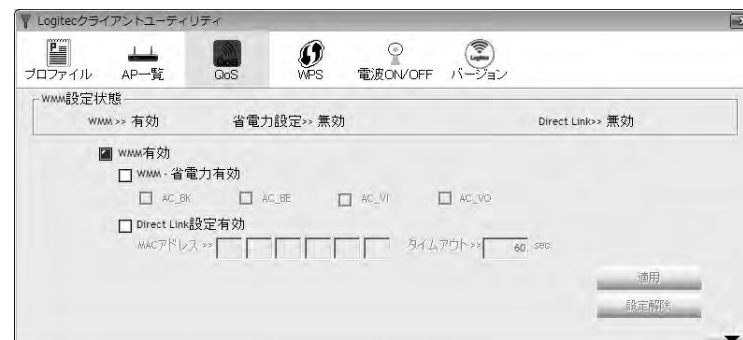 Logitecクライアントユーティリティ
プロファイル AP一覧 QoS WPS 電波ON/OFF バージョン
WMM設定状態
WMM >> 有効 省電力設定>> 無効 Direct Link>> 無効
WMM有効
WMM - 省電力有効
AC_BK AC_BE AC_VI AC_VO
Direct Link設定有効
MACアドレス >> タイムアウト>> 60 sec
適用
設定解除